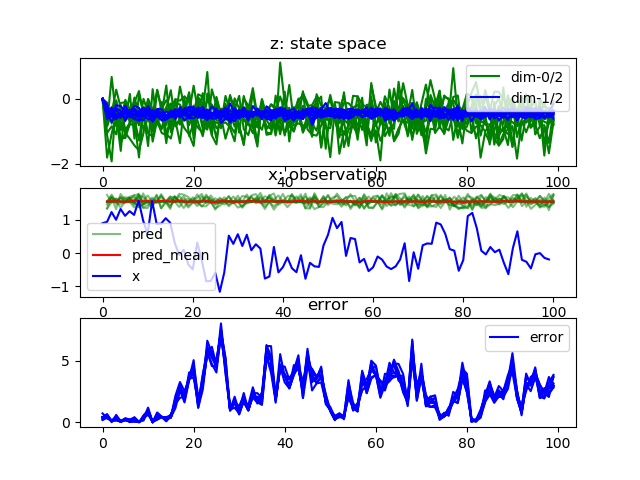 z: state space
0
−2
dim-0/2
dim-1/2
0 20 40 60 80 100
x: observation
1
0
−1
pred
pred_mean
x
0 20 40 60 80 100
error
5
0
error
0 20 40 60 80 100